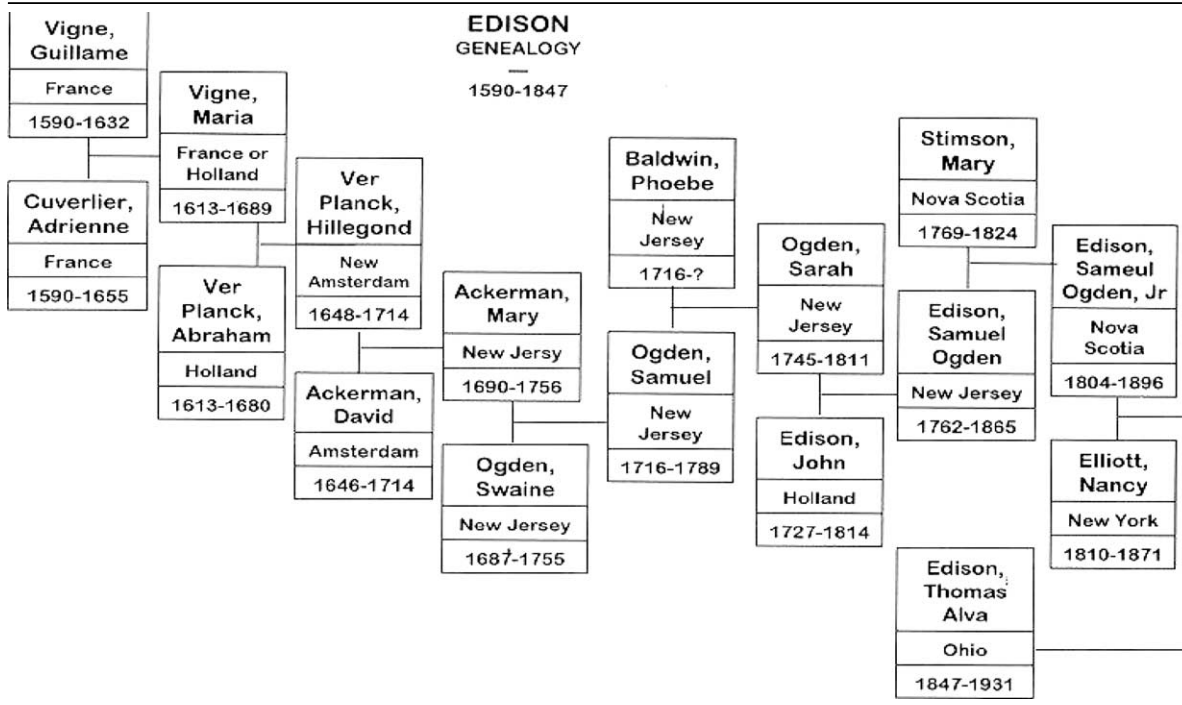 EDISON
GENEALOGY
1590-1847
Vigne,
Guillame
France
1590-1632
Cuverlier,
Adrienne
France
1590-1655
Vigne,
Maria
France or
Holland
1613-1689
Ver
Planck,
Abraham
Holland
1613-1680
Ver
Planck,
Hillegond
New
Amsterdam
1648-1714
Ackerman,
David
Amsterdam
1646-1714
Ackerman,
Mary
New Jersy
1690-1756
Ogden,
Swaine
New Jersey
1687-1755
Baldwin,
Phoebe
New
Jersey
1716-?
Ogden,
Samuel
New
Jersey
1716-1789
Ogden,
Sarah
New
Jersey
1745-1811
Edison,
John
Holland
1727-1814
Stimson,
Mary
Nova Scotia
1769-1824
Edison,
Samuel
Ogden
New Jersey
1762-1865
Edison,
Sameul
Ogden, Jr
Nova
Scotia
1804-1896
Elliott,
Nancy
New York
1810-1871
Edison,
Thomas
Alva
Ohio
1847-1931